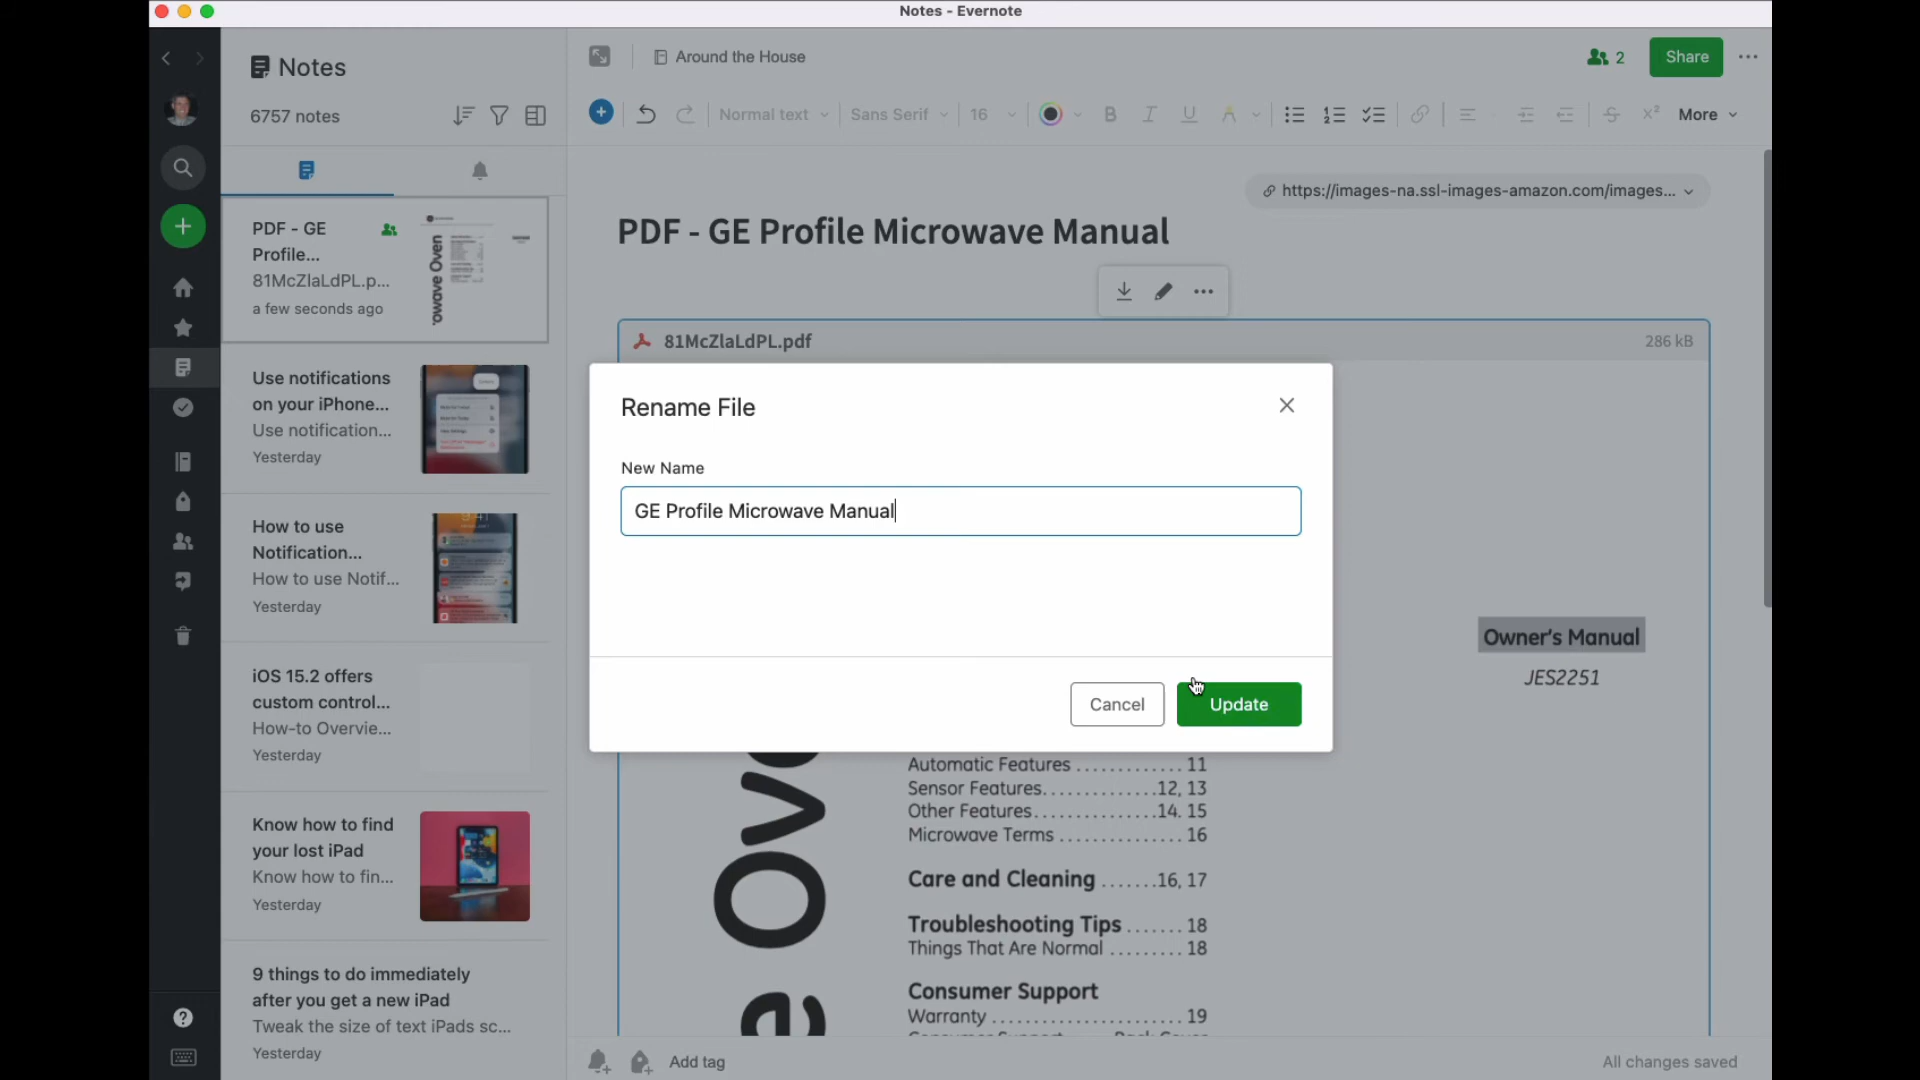 Notes - Evernote
Notes
6757 notes
PDF - GE
Profile...
81McZlaLdPL.p...
a few seconds ago
Use notifications
on your iPhone...
Use notification...
Yesterday
How to use
Notification...
How to use Notif...
Yesterday
iOS 15.2 offers
custom control...
How-to Overvie...
Yesterday
Know how to find
your lost iPad
Know how to fin...
Yesterday
9 things to do immediately
after you get a new iPad
Tweak the size of text iPads sc...
Yesterday
Around the House
2
Share
Normal text
Sans Serif
16
More
https://images-na.ssl-images-amazon.com/images...
PDF - GE Profile Microwave Manual
81McZlaLdPL.pdf
286 kB
Rename File
New Name
GE Profile Microwave Manual
Cancel
Update
Owner's Manual
JES2251
Automatic Features ............. 11
Sensor Features..............12, 13
Other Features...............14, 15
Microwave Terms ............... 16
Care and Cleaning .......16, 17
Troubleshooting Tips ....... 18
Things That Are Normal ......... 18
Consumer Support
Warranty ....................... 19
Add tag
All changes saved